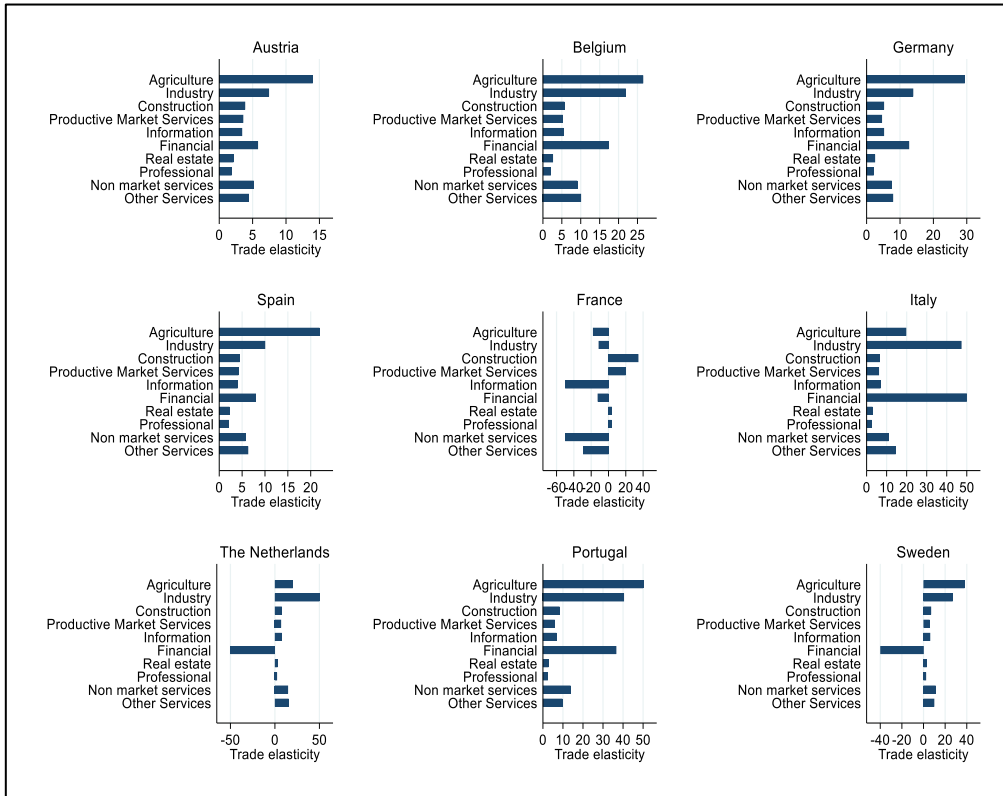 Austria
Agriculture
Industry
Construction
Productive Market Services
Information
Financial
Real estate
Professional
Non market services
Other Services
0 5 10 15
Trade elasticity
Belgium
Agriculture
Industry
Construction
Productive Market Services
Information
Financial
Real estate
Professional
Non market services
Other Services
0 5 10 15 20 25
Trade elasticity
Germany
Agriculture
Industry
Construction
Productive Market Services
Information
Financial
Real estate
Professional
Non market services
Other Services
0 10 20 30
Trade elasticity
Spain
Agriculture
Industry
Construction
Productive Market Services
Information
Financial
Real estate
Professional
Non market services
Other Services
0 5 10 15 20
Trade elasticity
France
Agriculture
Industry
Construction
Productive Market Services
Information
Financial
Real estate
Professional
Non market services
Other Services
-60 -40 -20 0 20 40
Trade elasticity
Italy
Agriculture
Industry
Construction
Productive Market Services
Information
Financial
Real estate
Professional
Non market services
Other Services
0 10 20 30 40 50
Trade elasticity
The Netherlands
Agriculture
Industry
Construction
Productive Market Services
Information
Financial
Real estate
Professional
Non market services
Other Services
-50 0 50
Trade elasticity
Portugal
Agriculture
Industry
Construction
Productive Market Services
Information
Financial
Real estate
Professional
Non market services
Other Services
0 10 20 30 40 50
Trade elasticity
Sweden
Agriculture
Industry
Construction
Productive Market Services
Information
Financial
Real estate
Professional
Non market services
Other Services
-40 -20 0 20 40
Trade elasticity